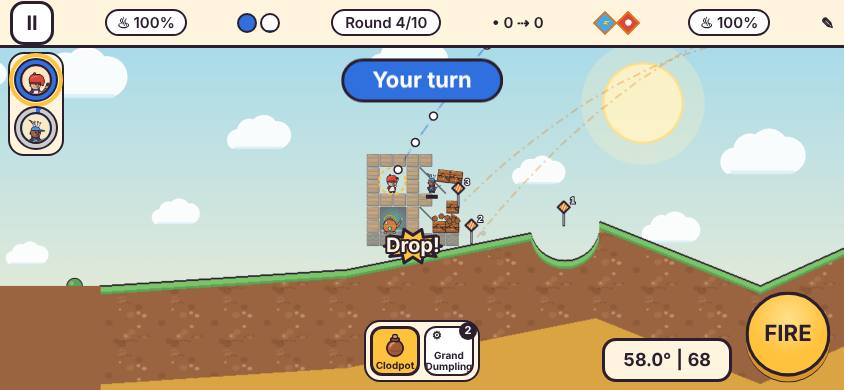 100%
Round 4/10
• 0 ⇢ 0
100%
Your turn
3
2
1
Drop!
Clodpot
2
Grand
Dumpling
58.0° | 68
FIRE